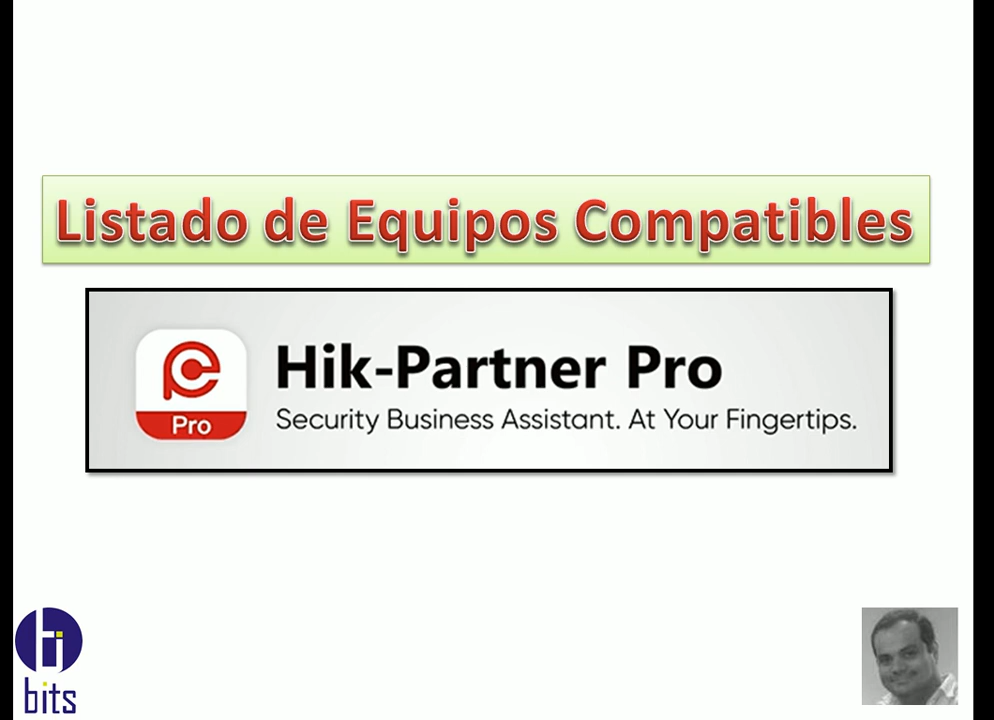 Listado de Equipos Compatibles
Hik-Partner Pro
Pro
Security Business Assistant. At Your Fingertips.
bits